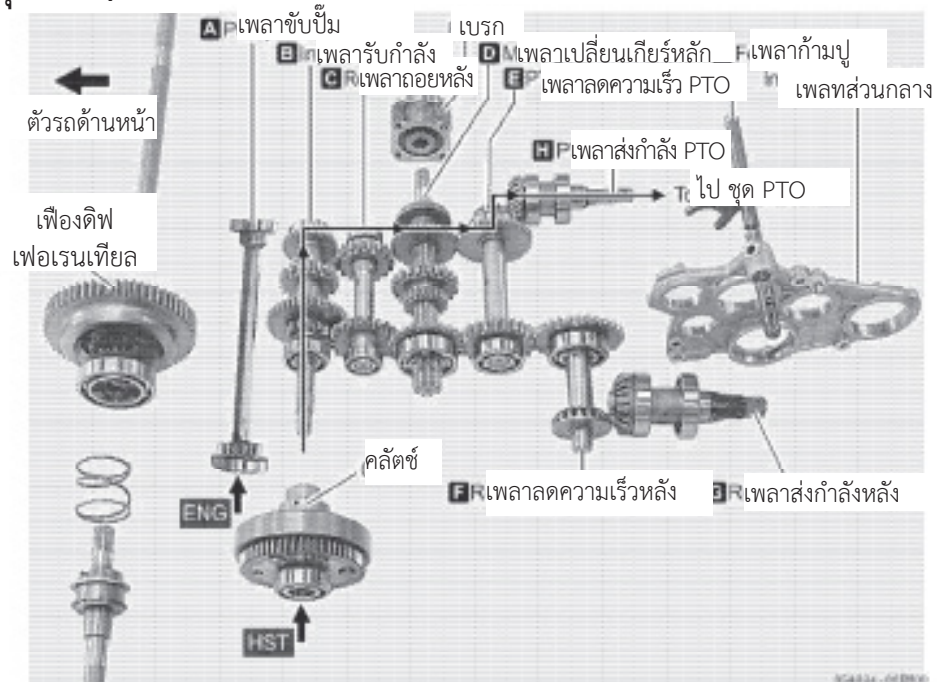 A เพลาขับปั๊ม
เบรก
B เพลารับกำลัง
D เพลาเปลี่ยนเกียร์หลัก
เพลาก้ามปู
C เพลาถอยหลัง
E เพลาลดความเร็ว PTO
เพลทส่วนกลาง
ตัวรถด้านหน้า
H P เพลาส่งกำลัง PTO
ไป ชุด PTO
เฟืองดิฟ
เฟอเรนเทียล
คลัตช์
F R เพลาลดความเร็วหลัง
G R เพลาส่งกำลังหลัง
ENG
HST